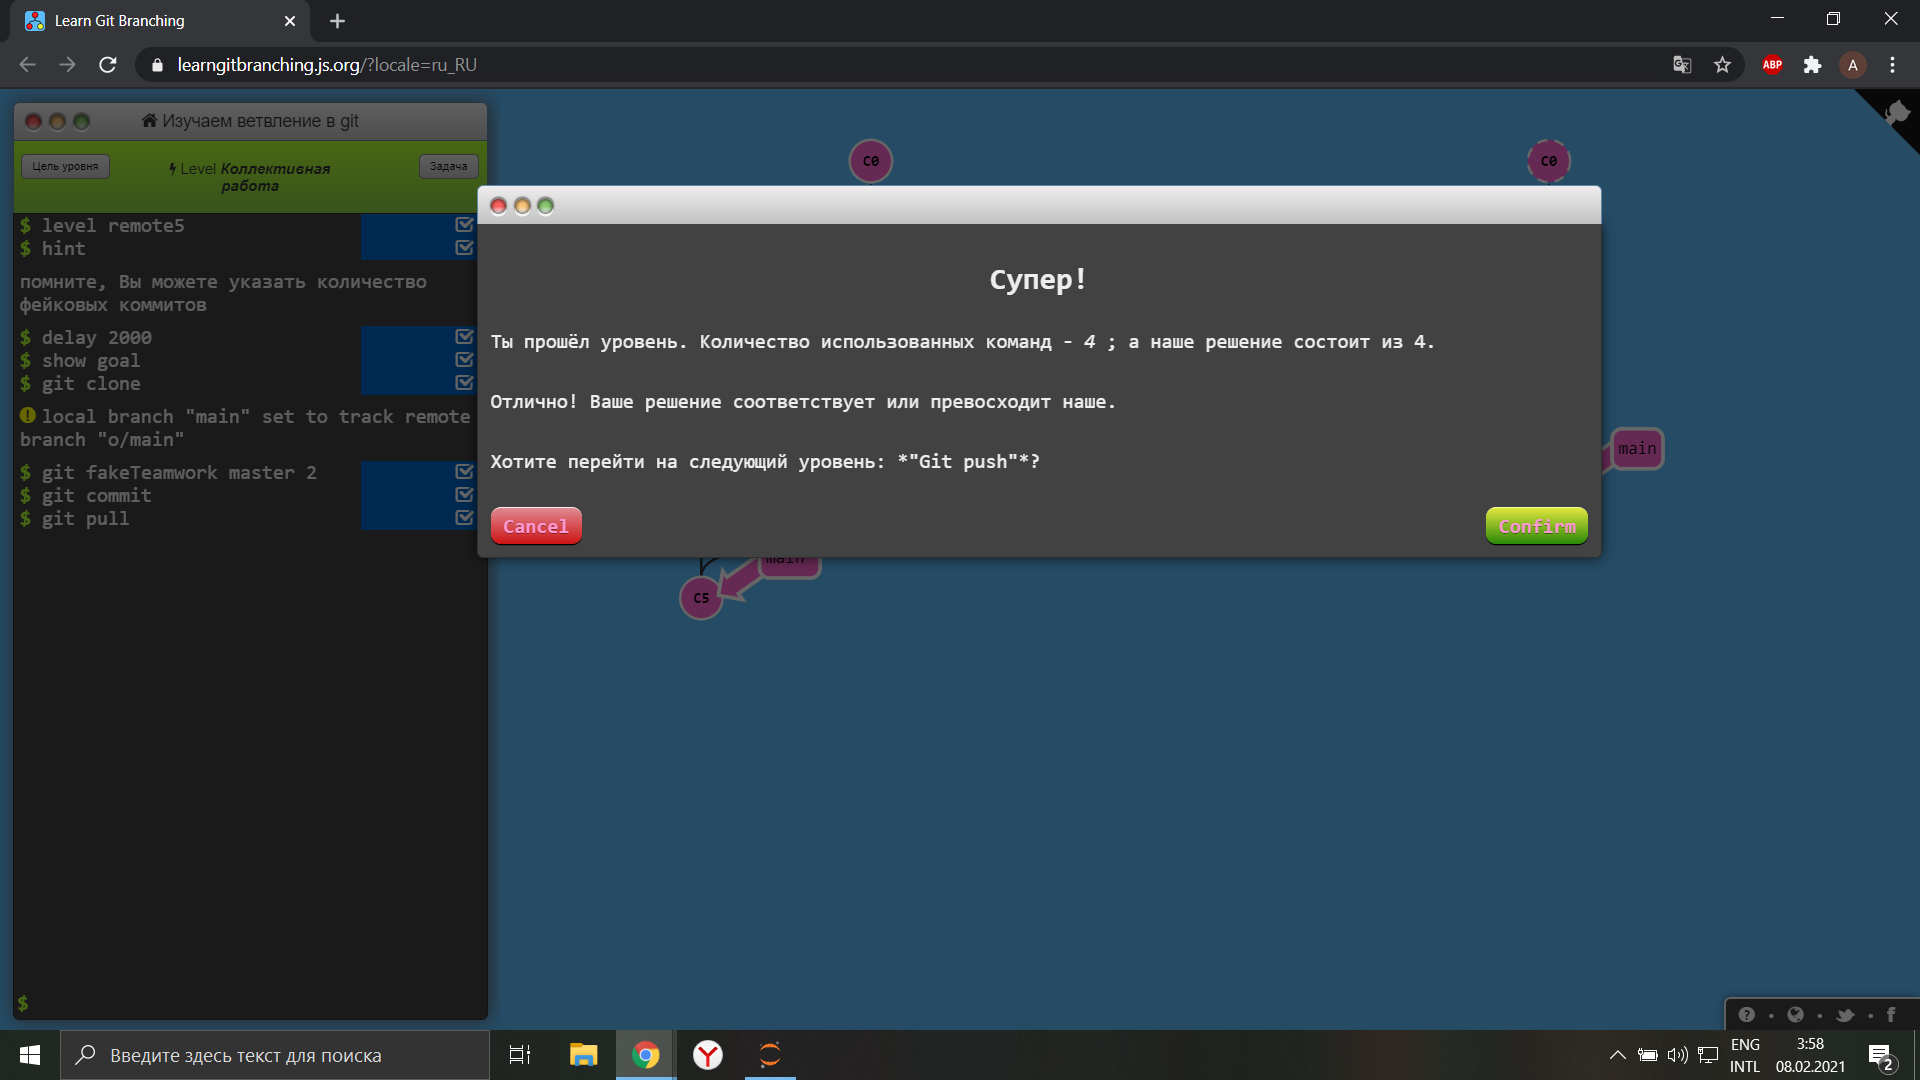 Learn Git Branching
learngitbranching.js.org/?locale=ru_RU
ABP
A
Изучаем ветвление в git
Цель уровня
Level Коллективная
работа
Задача
$ level remote5
$ hint
помните, Вы можете указать количество
фейковых коммитов
$ delay 2000
$ show goal
$ git clone
local branch "main" set to track remote
branch "o/main"
$ git fakeTeamwork master 2
$ git commit
$ git pull
$
C0
C0
Супер!
Ты прошёл уровень. Количество использованных команд - 4 ; а наше решение состоит из 4.
Отлично! Ваше решение соответствует или превосходит наше.
Хотите перейти на следующий уровень: *"Git push"*?
Cancel
Confirm
main
main
C5
Введите здесь текст для поиска
ENG
INTL
3:58
08.02.2021
2